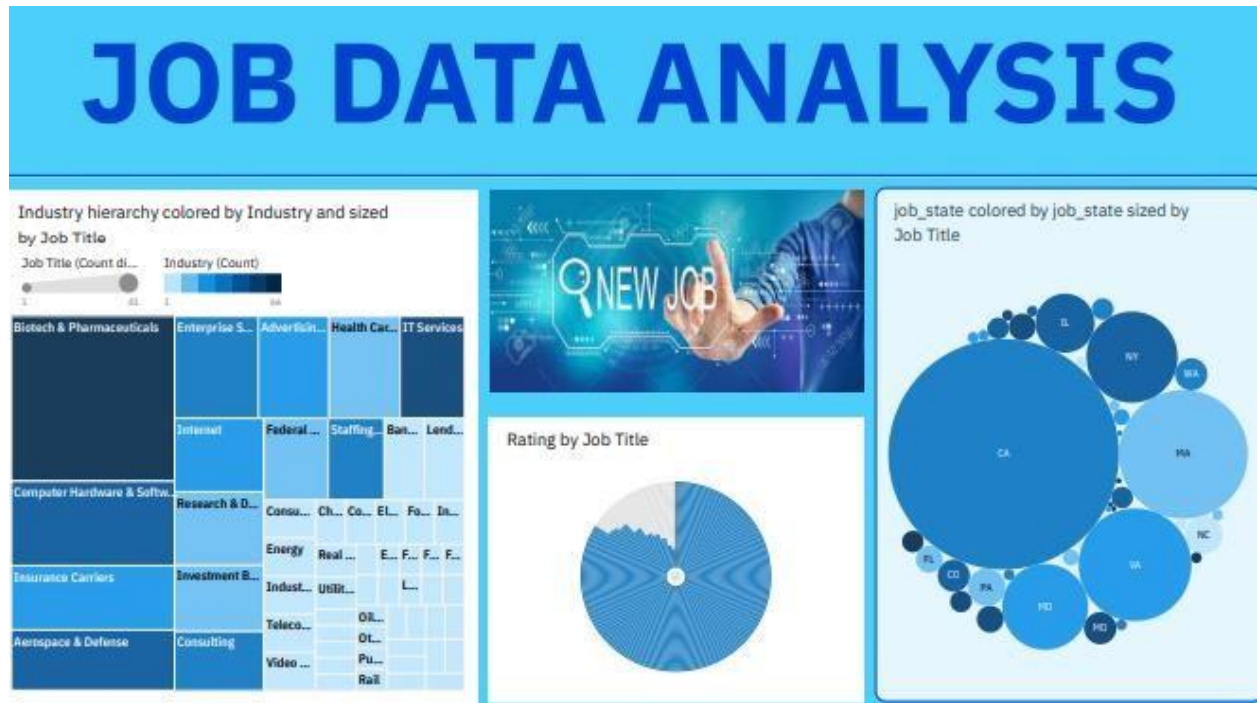 JOB DATA ANALYSIS
Industry hierarchy colored by Industry and sized
by Job Title
Job Title (Count di...
Industry (Count)
1
41
1
66
Biotech & Pharmaceuticals
Enterprise S...
Advertisin...
Health Car...
IT Services
Internet
Federal ...
Staffing...
Ban...
Lend...
Computer Hardware & Softw...
Research & D...
Consu...
Ch...
Co...
El...
Fo...
In...
Energy
Real ...
E...
F...
F...
F...
Insurance Carriers
Investment B...
Indust...
Utilit...
L...
Teleco...
Oil...
Ot...
Aerospace & Defense
Consulting
Video ...
Pu...
Rail
NEW JOB
Rating by Job Title
job_state colored by job_state sized by
Job Title
IL
NY
WA
CA
MA
NC
FL
CO
PA
VA
MD
MO